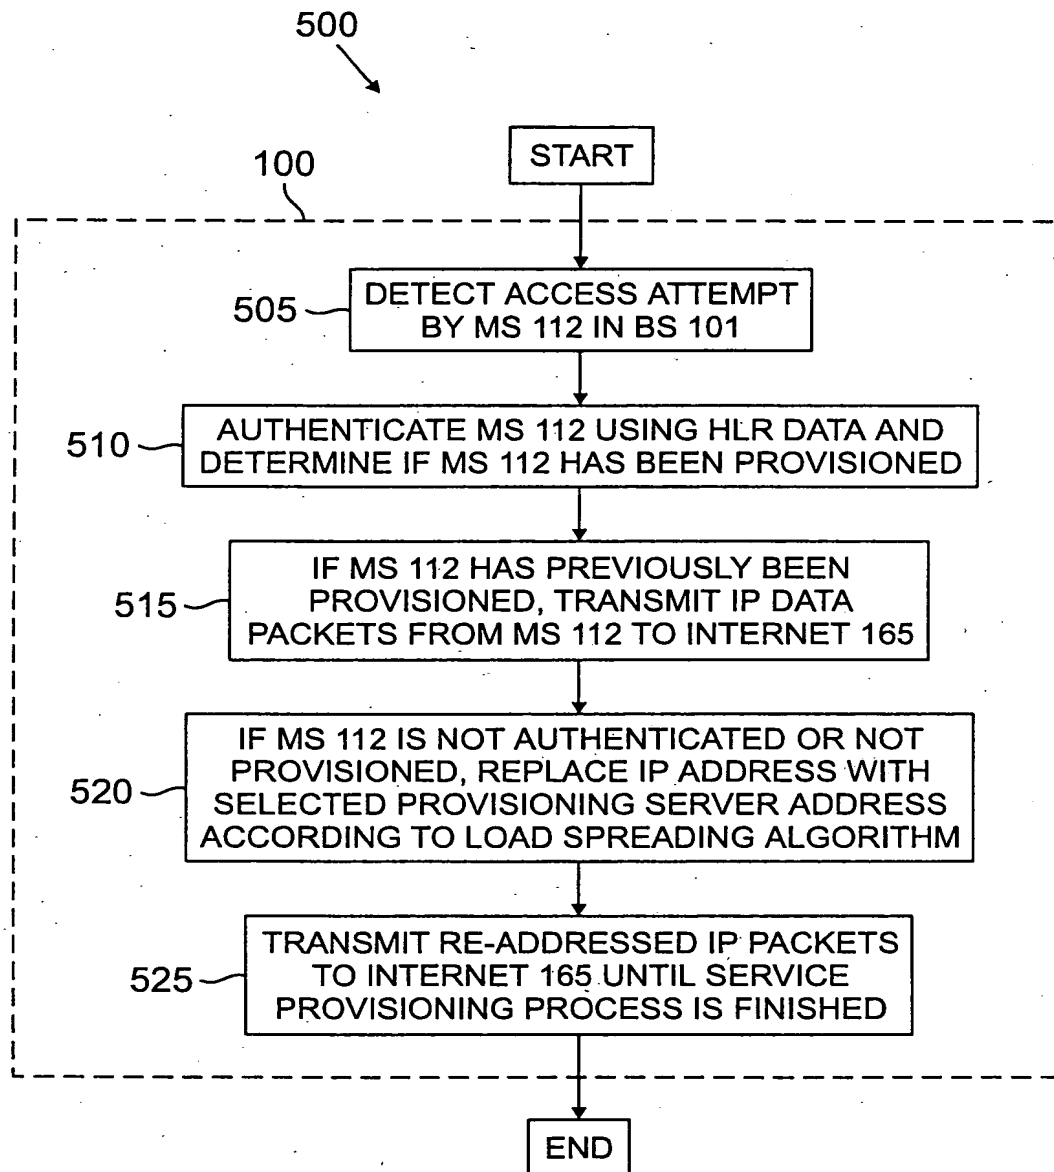 500
START
100
505
DETECT ACCESS ATTEMPT
BY MS 112 IN BS 101
510
AUTHENTICATE MS 112 USING HLR DATA AND
DETERMINE IF MS 112 HAS BEEN PROVISIONED
515
IF MS 112 HAS PREVIOUSLY BEEN
PROVISIONED, TRANSMIT IP DATA
PACKETS FROM MS 112 TO INTERNET 165
520
IF MS 112 IS NOT AUTHENTICATED OR NOT
PROVISIONED, REPLACE IP ADDRESS WITH
SELECTED PROVISIONING SERVER ADDRESS
ACCORDING TO LOAD SPREADING ALGORITHM
525
TRANSMIT RE-ADDRESSED IP PACKETS
TO INTERNET 165 UNTIL SERVICE
PROVISIONING PROCESS IS FINISHED
END